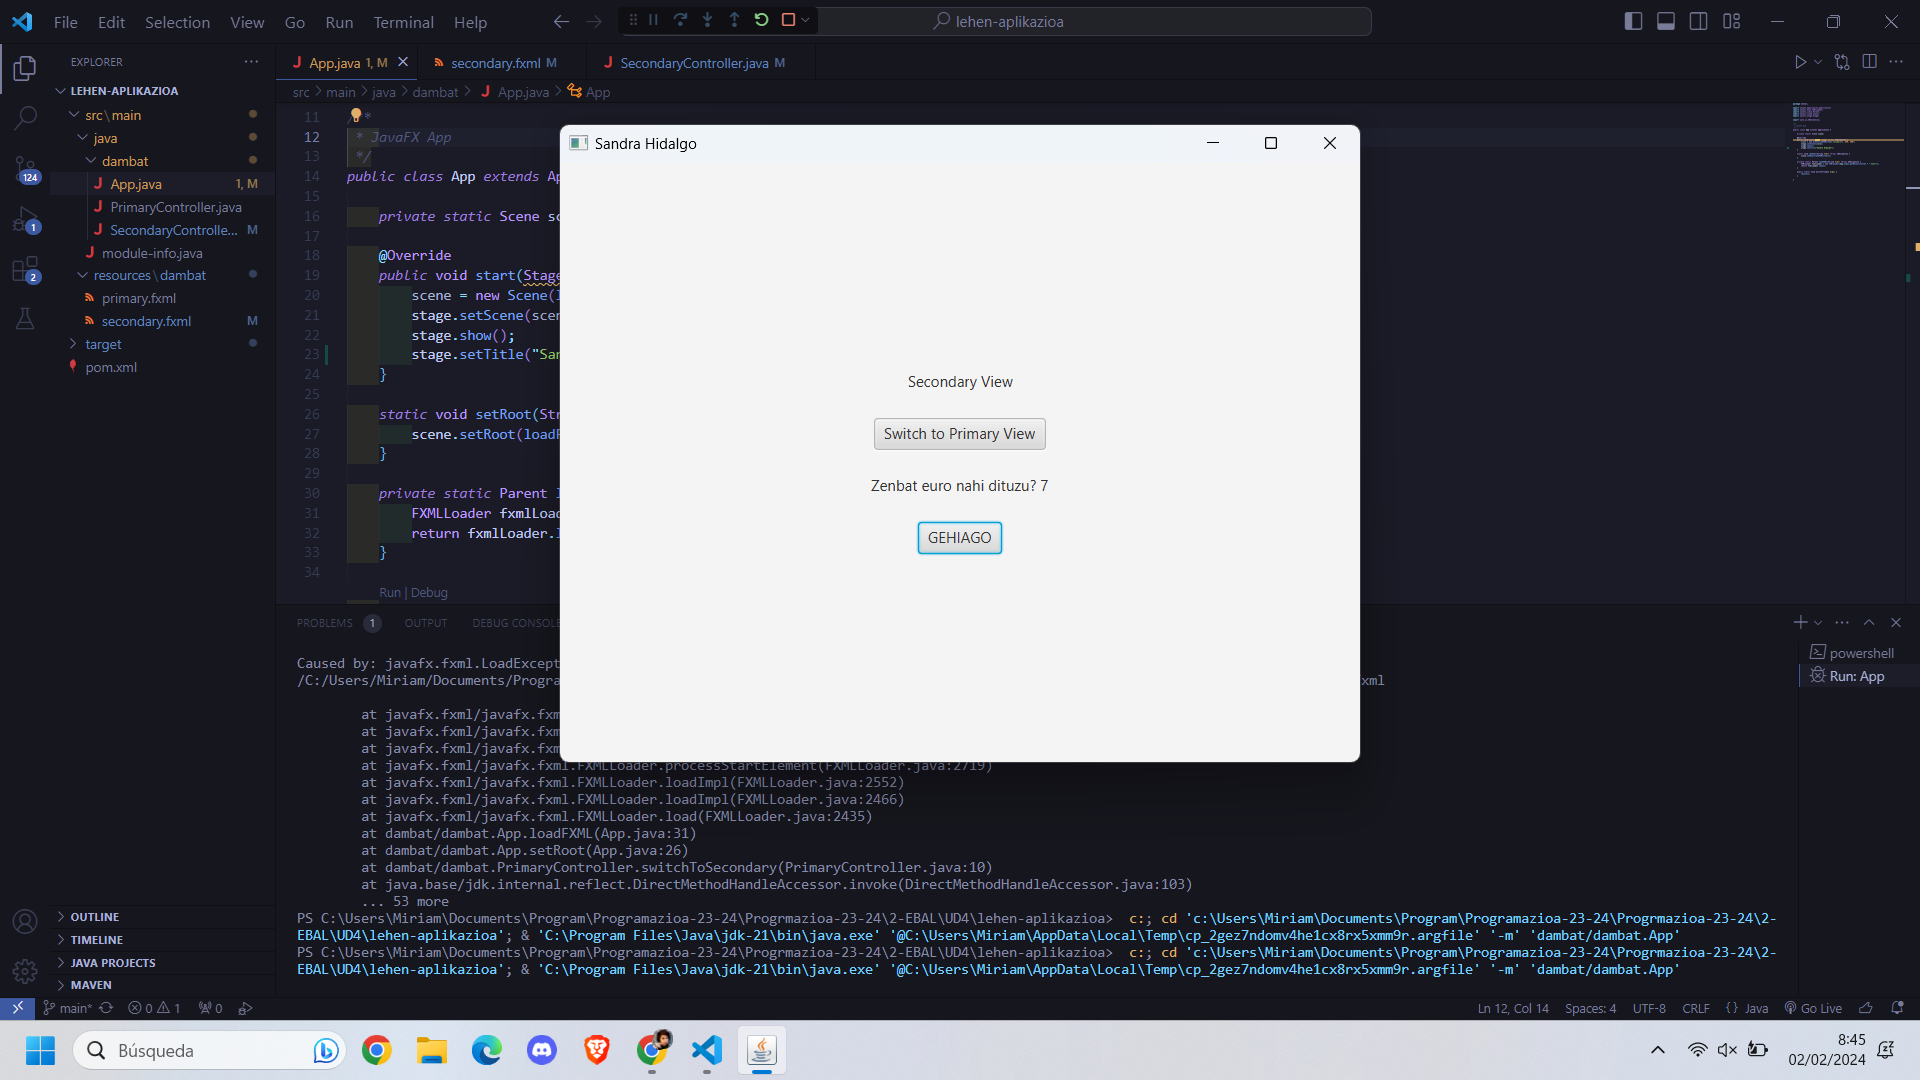 File Edit Selection View Go Run Terminal Help
lehen-aplikazioa
EXPLORER
LEHEN-APLIKAZIOA
src\main
java
dambat
App.java 1, M
PrimaryController.java
SecondaryControlle... M
module-info.java
resources\dambat
primary.fxml
secondary.fxml M
target
pom.xml
124
1
2
OUTLINE
TIMELINE
JAVA PROJECTS
MAVEN
App.java 1, M
secondary.fxml M
SecondaryController.java M
src > main > java > dambat > App.java > App
11 /**
12 * JavaFX App
13 */
14 public class App extends Ap
15
16 private static Scene sc
17
18 @Override
19 public void start(Stage
20 scene = new Scene(l
21 stage.setScene(scen
22 stage.show();
23 stage.setTitle("San
24 }
25
26 static void setRoot(Str
27 scene.setRoot(loadF
28 }
29
30 private static Parent l
31 FXMLLoader fxmlLoad
32 return fxmlLoader.l
33 }
34
Run | Debug
Sandra Hidalgo
Secondary View
Switch to Primary View
Zenbat euro nahi dituzu? 7
GEHIAGO
PROBLEMS 1 OUTPUT DEBUG CONSOLE
powershell
Run: App
Caused by: javafx.fxml.LoadExcept
/C:/Users/Miriam/Documents/Progra xml
at javafx.fxml/javafx.fxm
at javafx.fxml/javafx.fxm
at javafx.fxml/javafx.fxm
at javafx.fxml/javafx.fxml.FXMLLoader.processStartElement(FXMLLoader.java:2719)
at javafx.fxml/javafx.fxml.FXMLLoader.loadImpl(FXMLLoader.java:2552)
at javafx.fxml/javafx.fxml.FXMLLoader.loadImpl(FXMLLoader.java:2466)
at javafx.fxml/javafx.fxml.FXMLLoader.load(FXMLLoader.java:2435)
at dambat/dambat.App.loadFXML(App.java:31)
at dambat/dambat.App.setRoot(App.java:26)
at dambat/dambat.PrimaryController.switchToSecondary(PrimaryController.java:10)
at java.base/jdk.internal.reflect.DirectMethodHandleAccessor.invoke(DirectMethodHandleAccessor.java:103)
... 53 more
PS C:\Users\Miriam\Documents\Program\Programazioa-23-24\Progrmazioa-23-24\2-EBAL\UD4\lehen-aplikazioa> c:; cd 'c:\Users\Miriam\Documents\Program\Programazioa-23-24\Progrmazioa-23-24\2-
EBAL\UD4\lehen-aplikazioa'; & 'C:\Program Files\Java\jdk-21\bin\java.exe' '@C:\Users\Miriam\AppData\Local\Temp\cp_2gez7ndomv4he1cx8rx5xmm9r.argfile' '-m' 'dambat/dambat.App'
PS C:\Users\Miriam\Documents\Program\Programazioa-23-24\Progrmazioa-23-24\2-EBAL\UD4\lehen-aplikazioa> c:; cd 'c:\Users\Miriam\Documents\Program\Programazioa-23-24\Progrmazioa-23-24\2-
EBAL\UD4\lehen-aplikazioa'; & 'C:\Program Files\Java\jdk-21\bin\java.exe' '@C:\Users\Miriam\AppData\Local\Temp\cp_2gez7ndomv4he1cx8rx5xmm9r.argfile' '-m' 'dambat/dambat.App'
main* 0 1 0
Ln 12, Col 14 Spaces: 4 UTF-8 CRLF {} Java Go Live
Búsqueda
8:45
02/02/2024